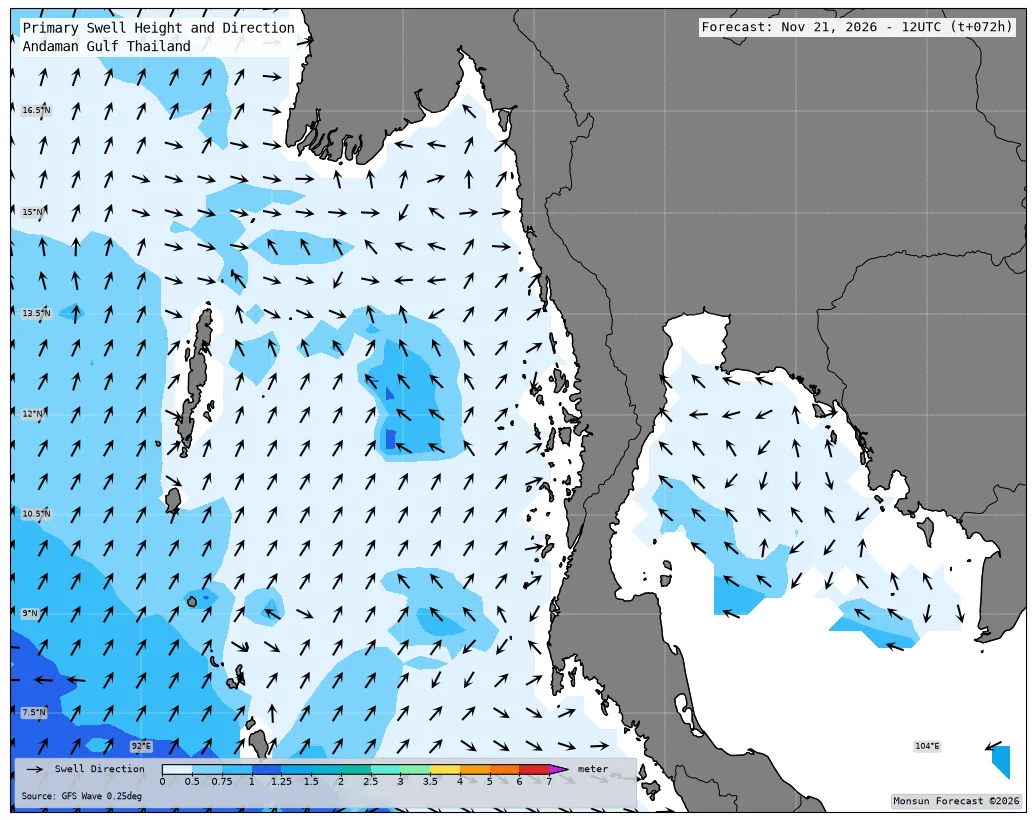 Primary Swell Height and Direction
Andaman Gulf Thailand
Forecast: Nov 21, 2026 - 12UTC (t+072h)
16.5°N
15°N
13.5°N
12°N
10.5°N
9°N
7.5°N
92°E
104°E
Swell Direction
0 0.5 0.75 1 1.25 1.5 2 2.5 3 3.5 4 5 6 7
meter
Source: GFS Wave 0.25deg
Monsun Forecast ©2026